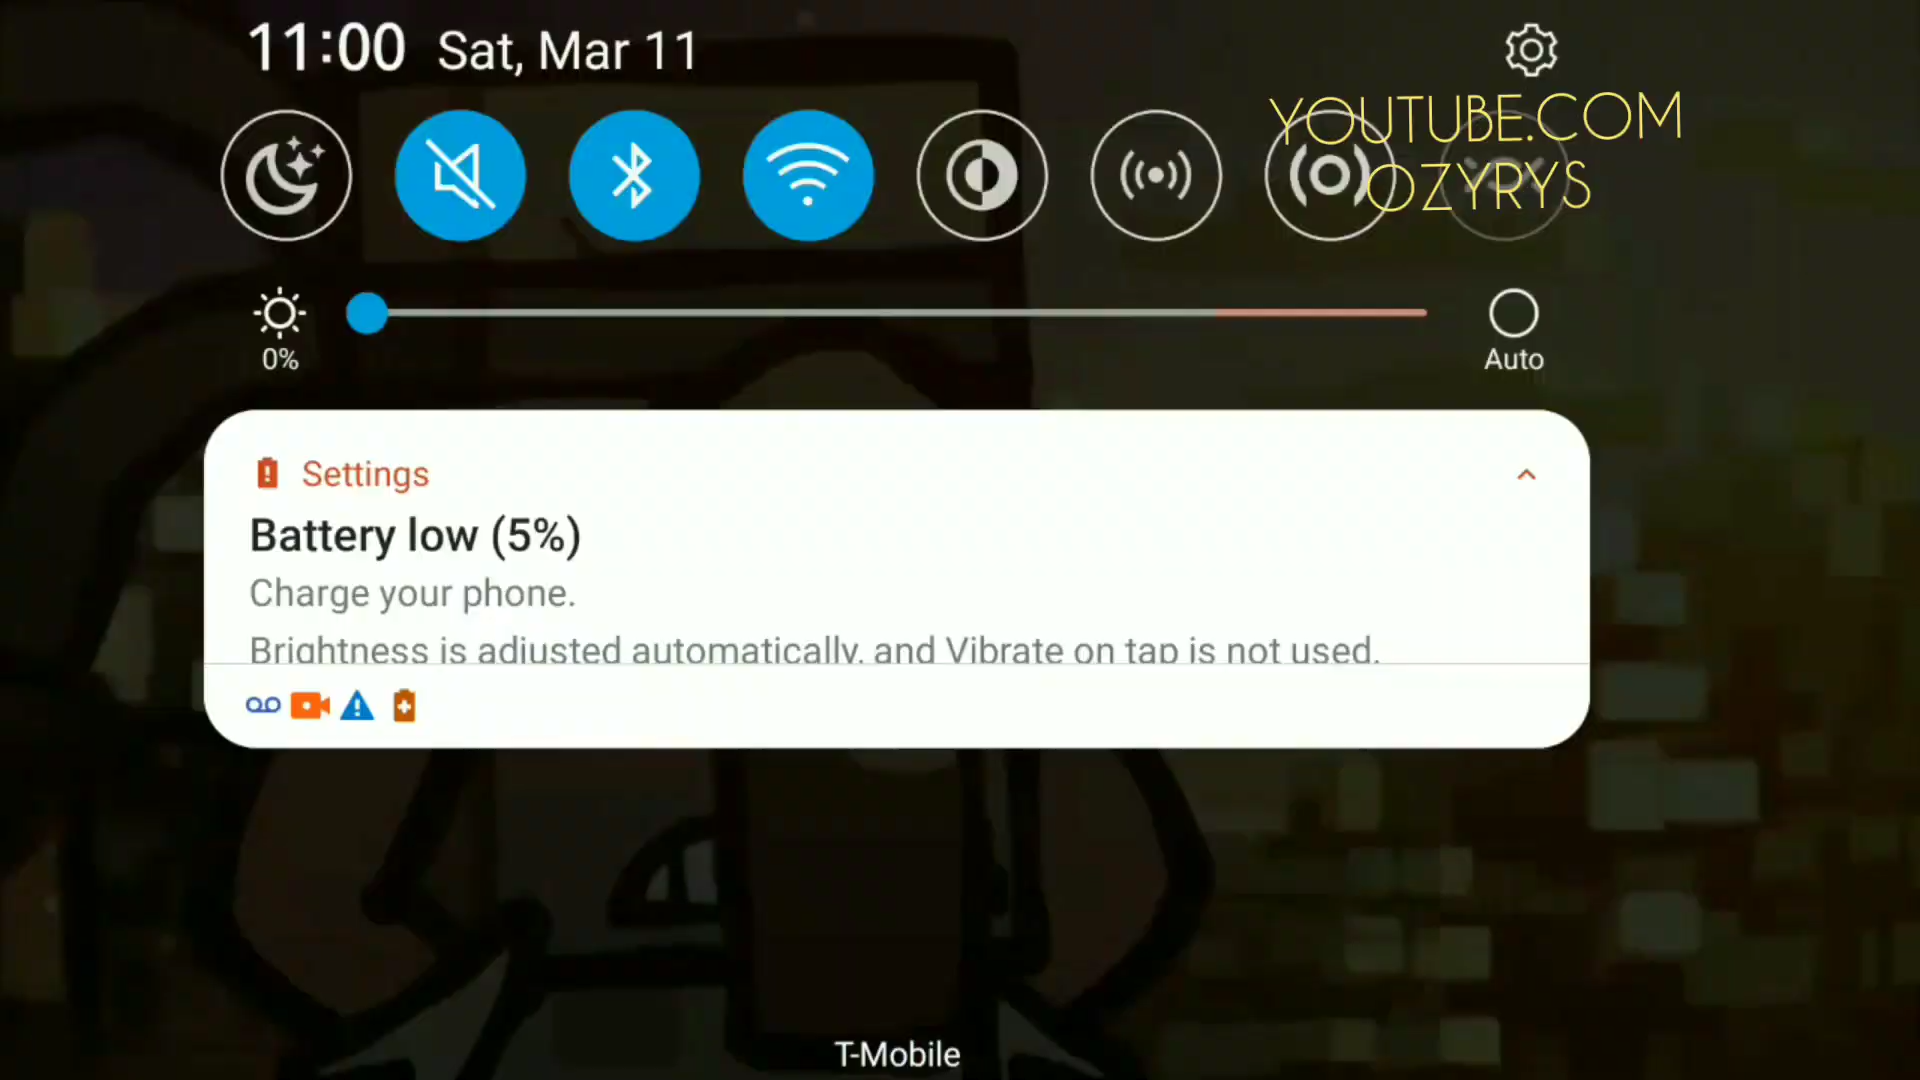 11:00 Sat, Mar 11
YOUTUBE.COM
OZYRYS
0%
Auto
Settings
Battery low (5%)
Charge your phone.
Brightness is adjusted automatically, and Vibrate on tap is not used.
T-Mobile